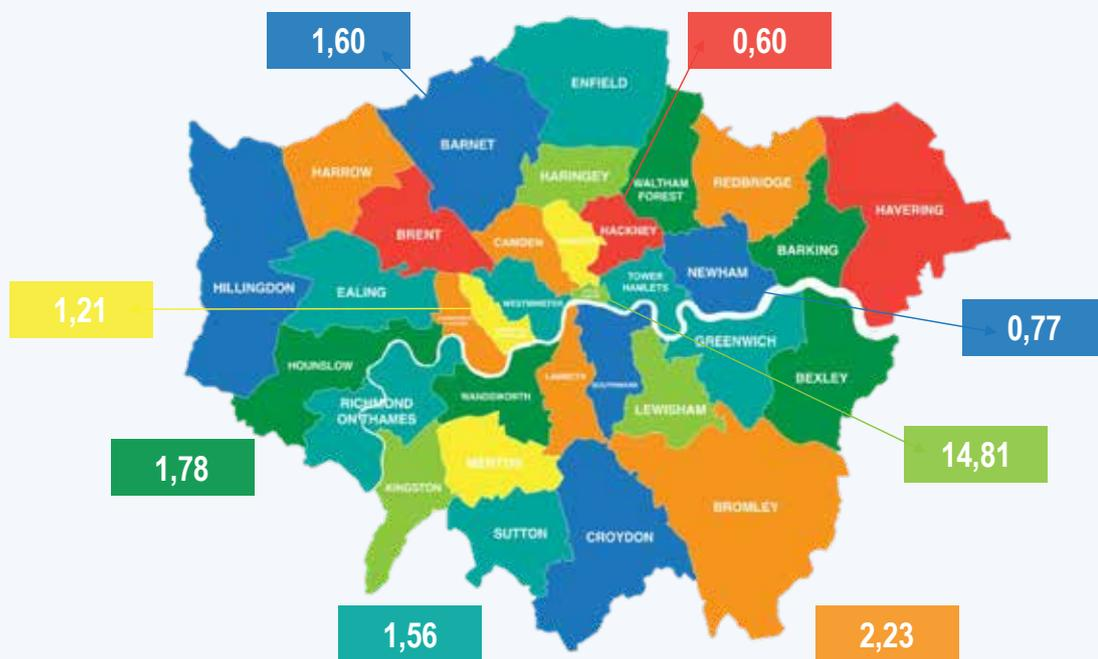 1,60
0,60
ENFIELD
BARNET
HARROW
HARINGEY
WALTHAM
FOREST
REDBRIDGE
HAVERING
BRENT
CAMDEN
HACKNEY
BARKING
HILLINGDON
EALING
WESTMINSTER
TOWER
HAMLETS
NEWHAM
1,21
0,77
GREENWICH
HOUNSLOW
BEXLEY
RICHMOND
ON THAMES
WANDSWORTH
LAMBETH
SOUTHWARK
LEWISHAM
1,78
14,81
MERTON
KINGSTON
BROMLEY
SUTTON
CROYDON
1,56
2,23